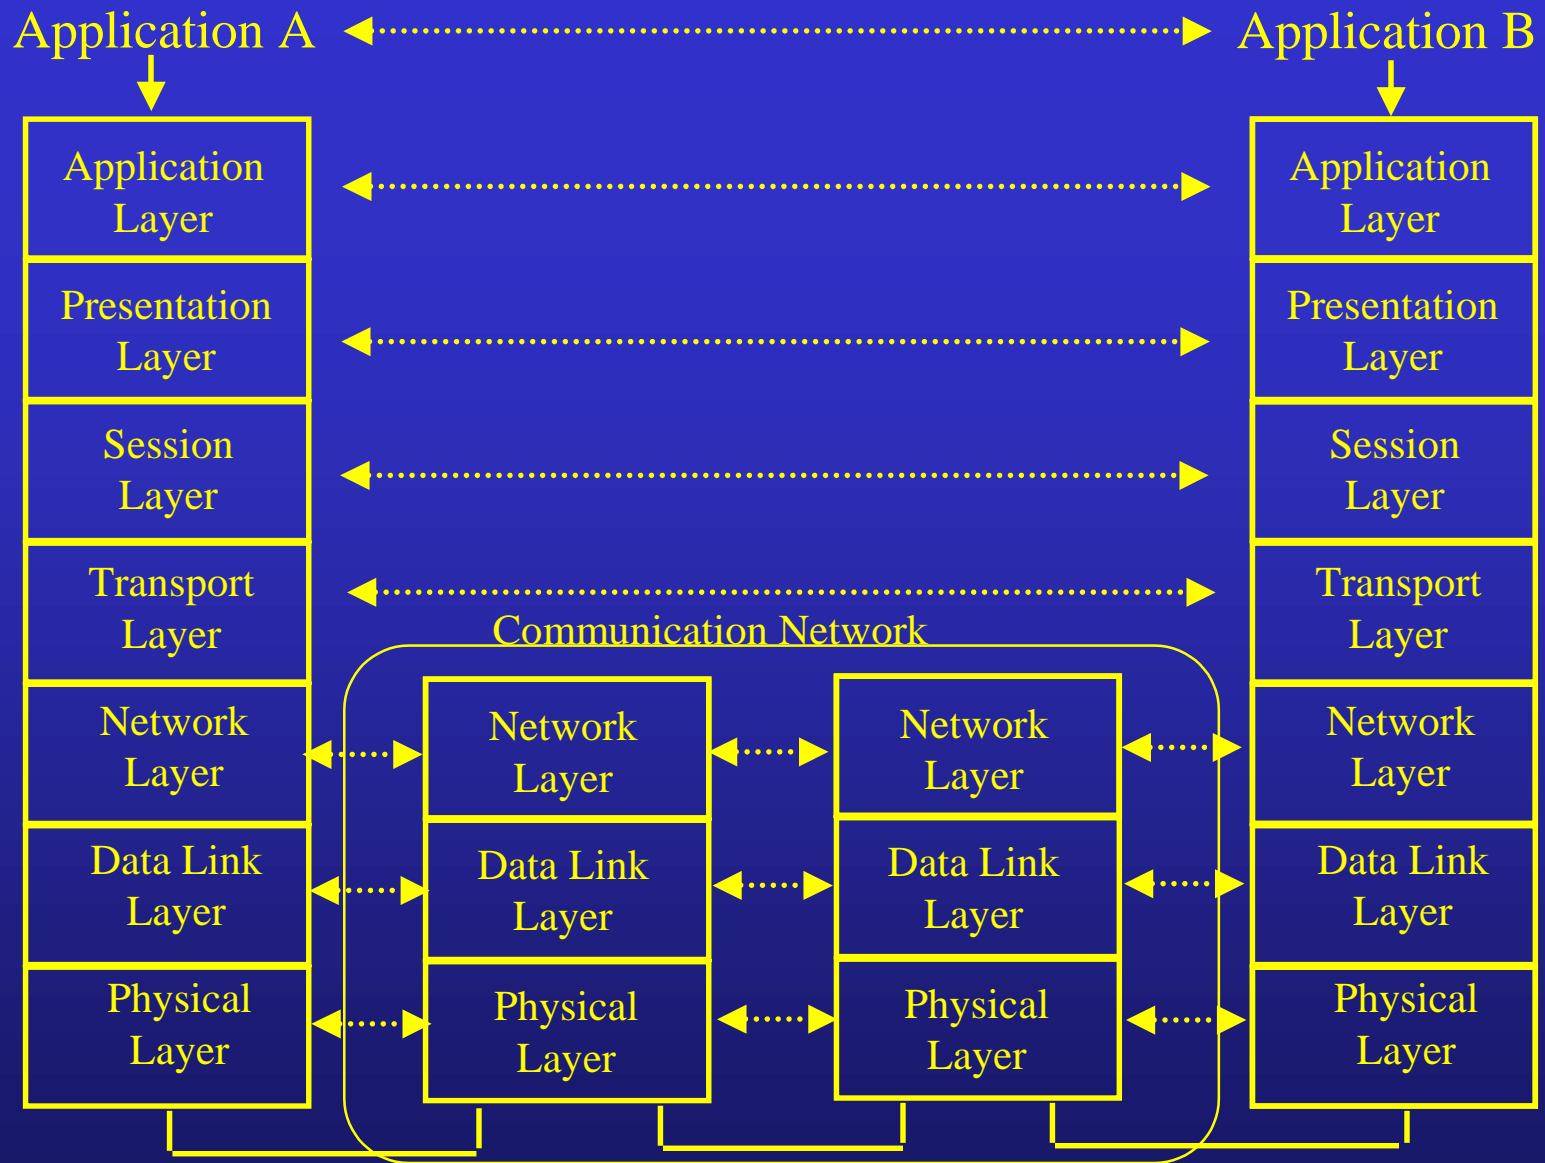 Application A
Application B
Application
Layer
Presentation
Layer
Session
Layer
Transport
Layer
Network
Layer
Data Link
Layer
Physical
Layer
Communication Network
Network
Layer
Data Link
Layer
Physical
Layer
Network
Layer
Data Link
Layer
Physical
Layer
Application
Layer
Presentation
Layer
Session
Layer
Transport
Layer
Network
Layer
Data Link
Layer
Physical
Layer